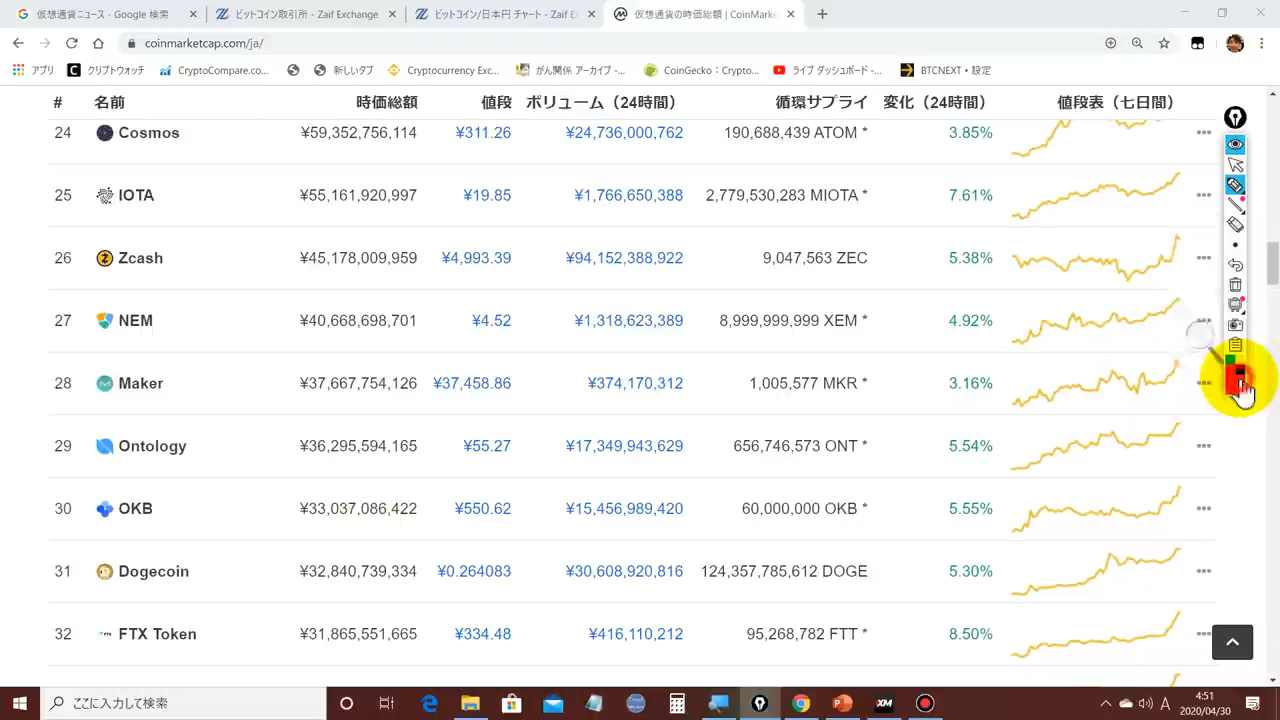 仮想通貨ニュース - Google 検索
ビットコイン取引所 - Zaif Exchange
ビットコイン/日本円 チャート - Zaif E
仮想通貨の時価総額 | CoinMarke
coinmarketcap.com/ja/
アプリ
クリプトウォッチ
CryptoCompare.co...
新しいタブ
Cryptocurrency Exc...
がん関係 アーカイブ -...
CoinGecko：Crypto...
ライブ ダッシュボード -...
BTCNEXT・設定
# 名前 時価総額 値段 ボリューム（24時間） 循環サプライ 変化（24時間） 値段表（七日間）
24 Cosmos ¥59,352,756,114 ¥311.26 ¥24,736,000,762 190,688,439 ATOM * 3.85%
25 IOTA ¥55,161,920,997 ¥19.85 ¥1,766,650,388 2,779,530,283 MIOTA * 7.61%
26 Zcash ¥45,178,009,959 ¥4,993.39 ¥94,152,388,922 9,047,563 ZEC 5.38%
27 NEM ¥40,668,698,701 ¥4.52 ¥1,318,623,389 8,999,999,999 XEM * 4.92%
28 Maker ¥37,667,754,126 ¥37,458.86 ¥374,170,312 1,005,577 MKR * 3.16%
29 Ontology ¥36,295,594,165 ¥55.27 ¥17,349,943,629 656,746,573 ONT * 5.54%
30 OKB ¥33,037,086,422 ¥550.62 ¥15,456,989,420 60,000,000 OKB * 5.55%
31 Dogecoin ¥32,840,739,334 ¥0.264083 ¥30,608,920,816 124,357,785,612 DOGE 5.30%
32 FTX Token ¥31,865,551,665 ¥334.48 ¥416,110,212 95,268,782 FTT * 8.50%
ここに入力して検索
XM
A
4:51
2020/04/30